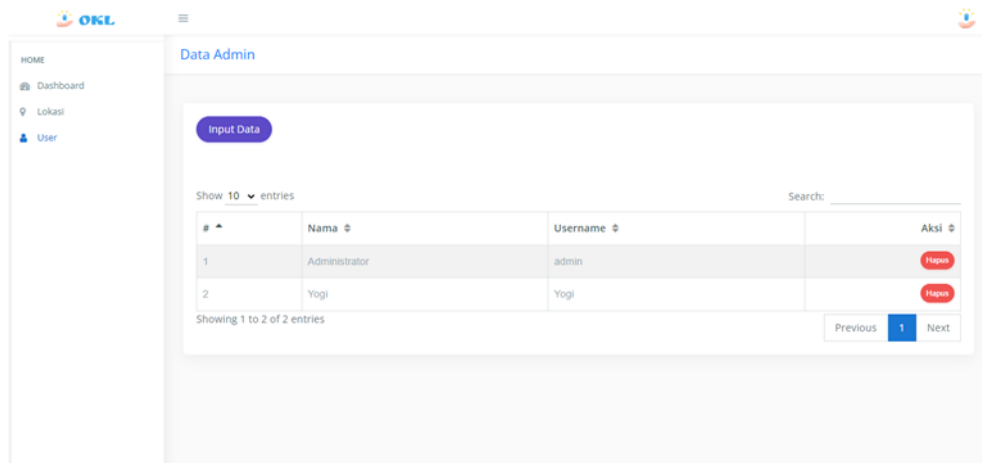 OKL
HOME
Dashboard
Lokasi
User
Data Admin
Input Data
Show 10 entries
Search:
# Nama Username Aksi
1 Administrator admin Hapus
2 Yogi Yogi Hapus
Showing 1 to 2 of 2 entries
Previous 1 Next